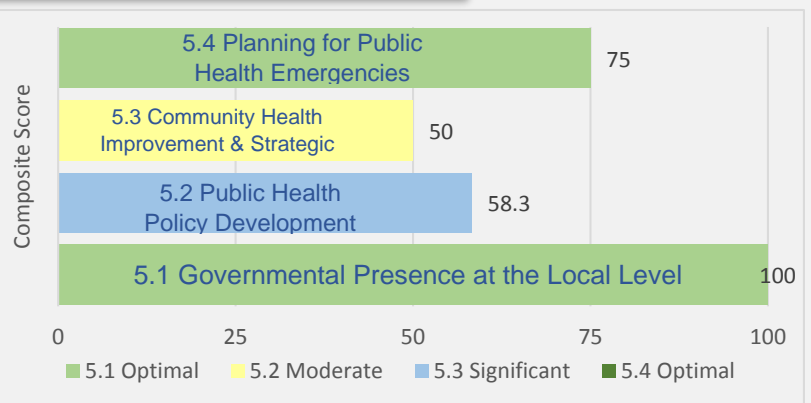 5.4 Planning for Public
Health Emergencies
75
5.3 Community Health
Improvement & Strategic
50
5.2 Public Health
Policy Development
58.3
5.1 Governmental Presence at the Local Level
100
Composite Score
0 25 50 75 100
5.1 Optimal 5.2 Moderate 5.3 Significant 5.4 Optimal